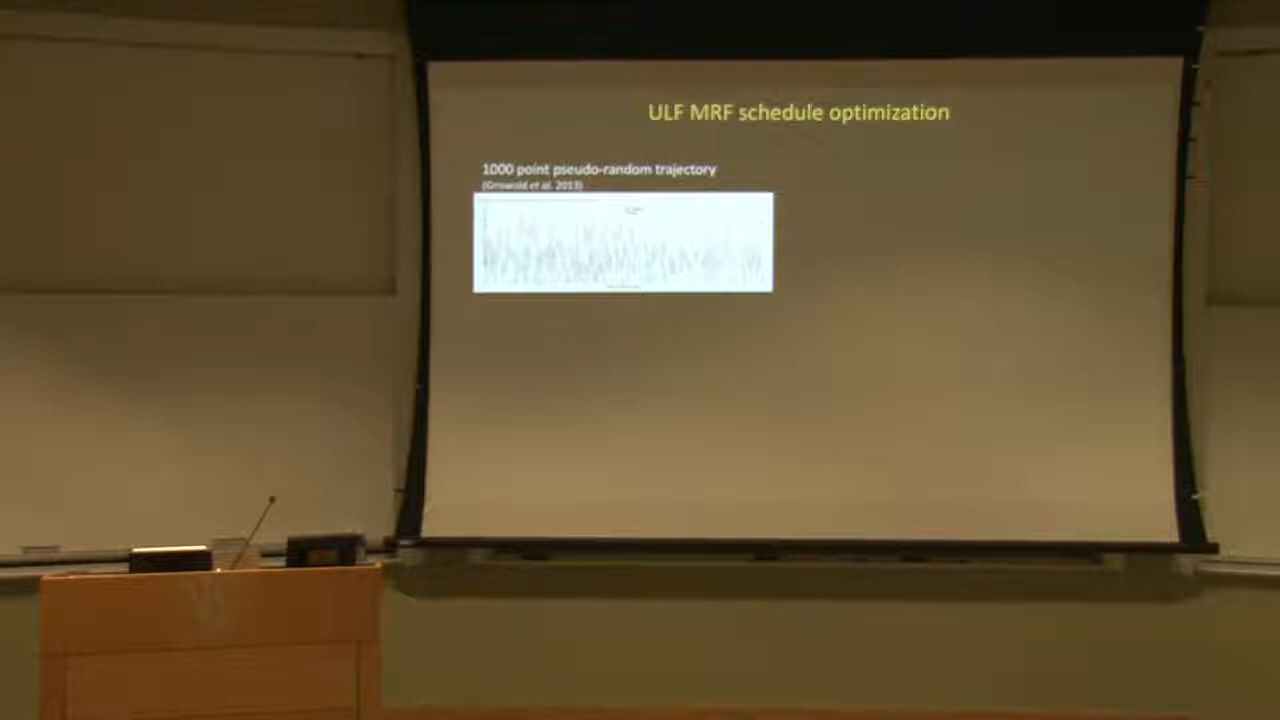 ULF MRF schedule optimization
1000 point pseudo-random trajectory
(Griswold et al. 2013)